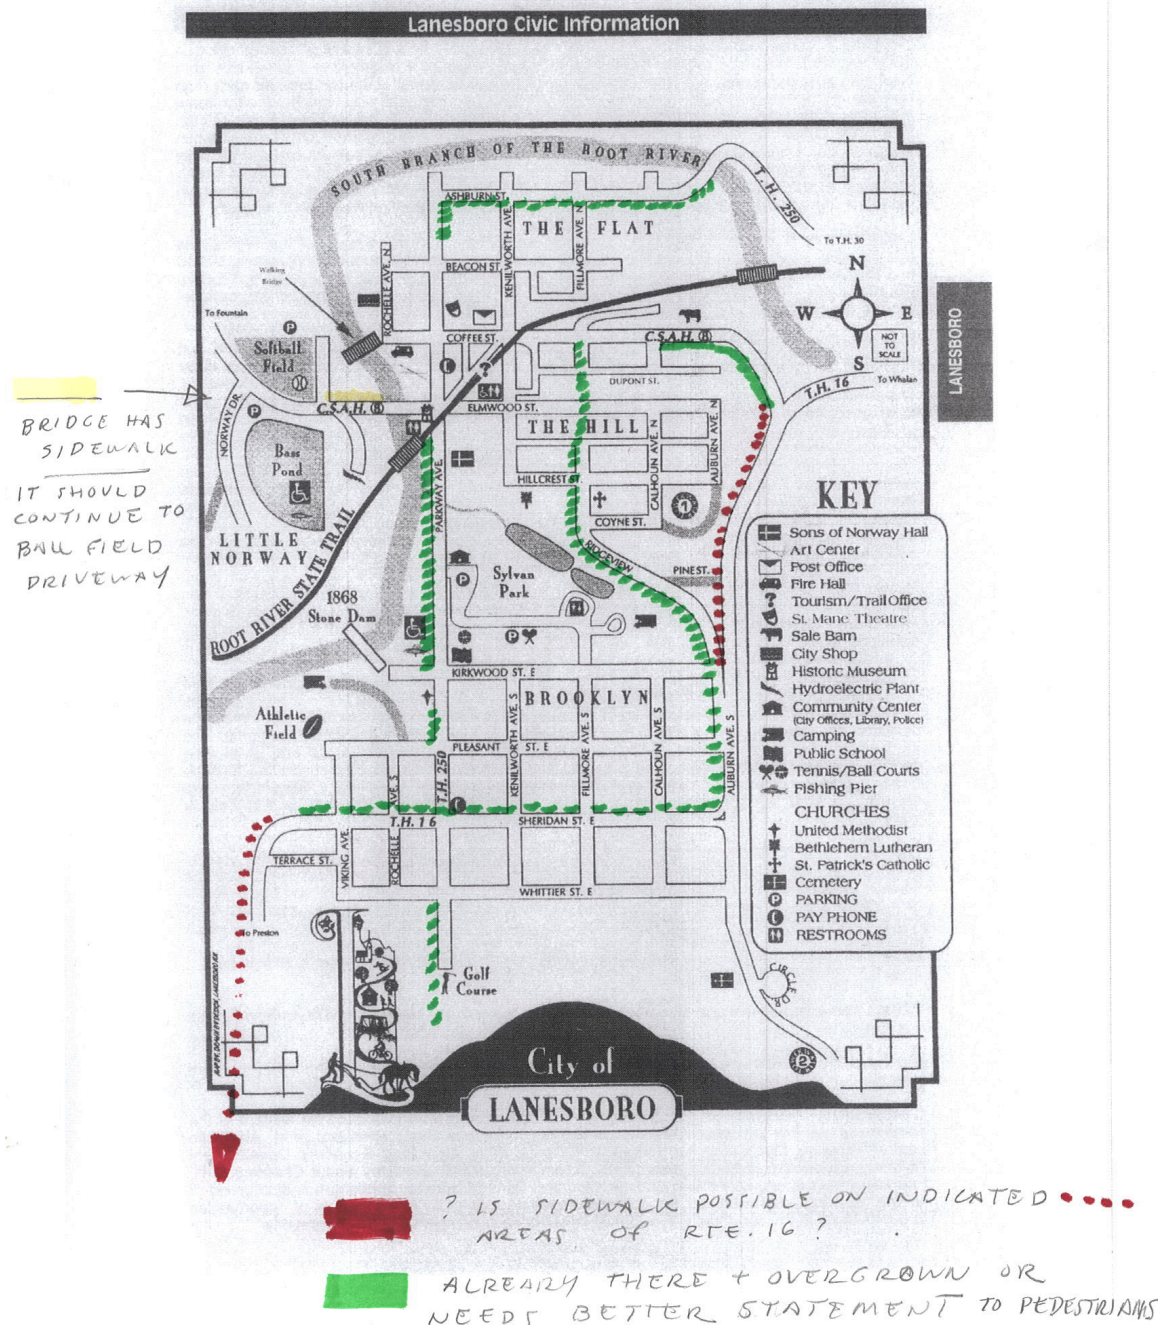 Lanesboro Civic Information
SOUTH BRANCH OF THE ROOT RIVER
T. H. 250
ASHBURN ST.
THE FLAT
To T.H. 30
KENILWORTH AVE.
FILLMORE AVE. N
BEACON ST.
ROCHELLE AVE. N
Walking
Bridge
N
W E
S
NOT
TO
SCALE
LANESBORO
To Fountain
P
Softball
Field
COFFEE ST.
?
C.S.A.H. 8
DUPONT ST.
T.H. 16
To Whalan
NORWAY DR.
P
C.S.A.H. 8
ELMWOOD ST.
THE HILL
BRIDGE HAS
SIDEWALK
IT SHOULD
CONTINUE TO
BALL FIELD
DRIVEWAY
Bass
Pond
PARKWAY AVE.
HILLCREST ST.
CALHOUN AVE. N
AUBURN AVE. N
1
COYNE ST.
LITTLE
NORWAY
ROOT RIVER STATE TRAIL
RIDGEVIEW
PINE ST.
Sylvan
Park
P
P
1868
Stone Dam
KIRKWOOD ST. E
BROOKLYN
Athletic
Field
PLEASANT ST. E
AVE. S
T.H. 250
KENILWORTH AVE. S
FILLMORE AVE. S
CALHOUN AVE. S
AUBURN AVE. S
T.H. 16
SHERIDAN ST. E
TERRACE ST.
VIKING AVE.
ROCHELLE
WHITTIER ST. E
To Preston
Golf
Course
CIRCLE DR.
2
KEY
Sons of Norway Hall
Art Center
Post Office
Fire Hall
? Tourism/Trail Office
St. Mane Theatre
Sale Barn
City Shop
Historic Museum
Hydroelectric Plant
Community Center
(City Offices, Library, Police)
Camping
Public School
Tennis/Ball Courts
Fishing Pier
CHURCHES
United Methodist
Bethlehem Lutheran
St. Patrick's Catholic
Cemetery
P PARKING
PAY PHONE
RESTROOMS
City of
LANESBORO
? IS SIDEWALK POSSIBLE ON INDICATED
AREAS OF RTE. 16 ?
ALREADY THERE + OVERGROWN OR
NEEDS BETTER STATEMENT TO PEDESTRIANS